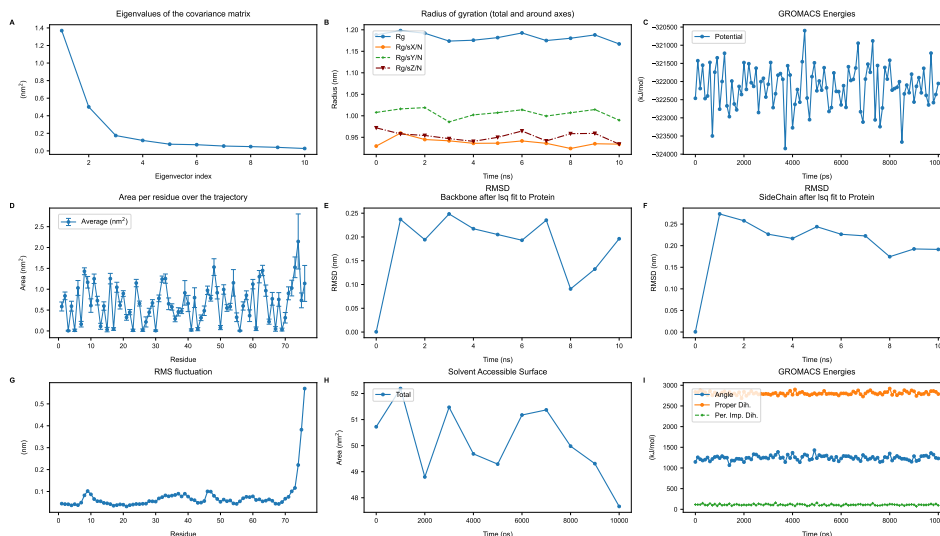 A
Eigenvalues of the covariance matrix
(nm²)
1.4
1.2
1.0
0.8
0.6
0.4
0.2
0.0
2 4 6 8 10
Eigenvector index
B
Radius of gyration (total and around axes)
Radius (nm)
1.20
1.15
1.10
1.05
1.00
0.95
Rg
Rg/sX/N
Rg/sY/N
Rg/sZ/N
0 2 4 6 8 10
Time (ns)
C
GROMACS Energies
(kJ/mol)
−320500
−321000
−321500
−322000
−322500
−323000
−323500
−324000
Potential
0 2000 4000 6000 8000 1000
Time (ps)
D
Area per residue over the trajectory
Area (nm²)
2.5
2.0
1.5
1.0
0.5
0.0
Average (nm²)
0 10 20 30 40 50 60 70
Residue
E
RMSD
Backbone after lsq fit to Protein
RMSD (nm)
0.25
0.20
0.15
0.10
0.05
0.00
0 2 4 6 8 10
Time (ns)
F
RMSD
SideChain after lsq fit to Protein
RMSD (nm)
0.25
0.20
0.15
0.10
0.05
0.00
0 2 4 6 8 10
Time (ns)
G
RMS fluctuation
(nm)
0.5
0.4
0.3
0.2
0.1
0 10 20 30 40 50 60 70
Residue
H
Solvent Accessible Surface
Area (nm²)
52
51
50
49
48
Total
0 2000 4000 6000 8000 10000
Time (ns)
I
GROMACS Energies
(kJ/mol)
3000
2500
2000
1500
1000
500
0
Angle
Proper Dih.
Per. Imp. Dih.
0 2000 4000 6000 8000 1000
Time (ps)